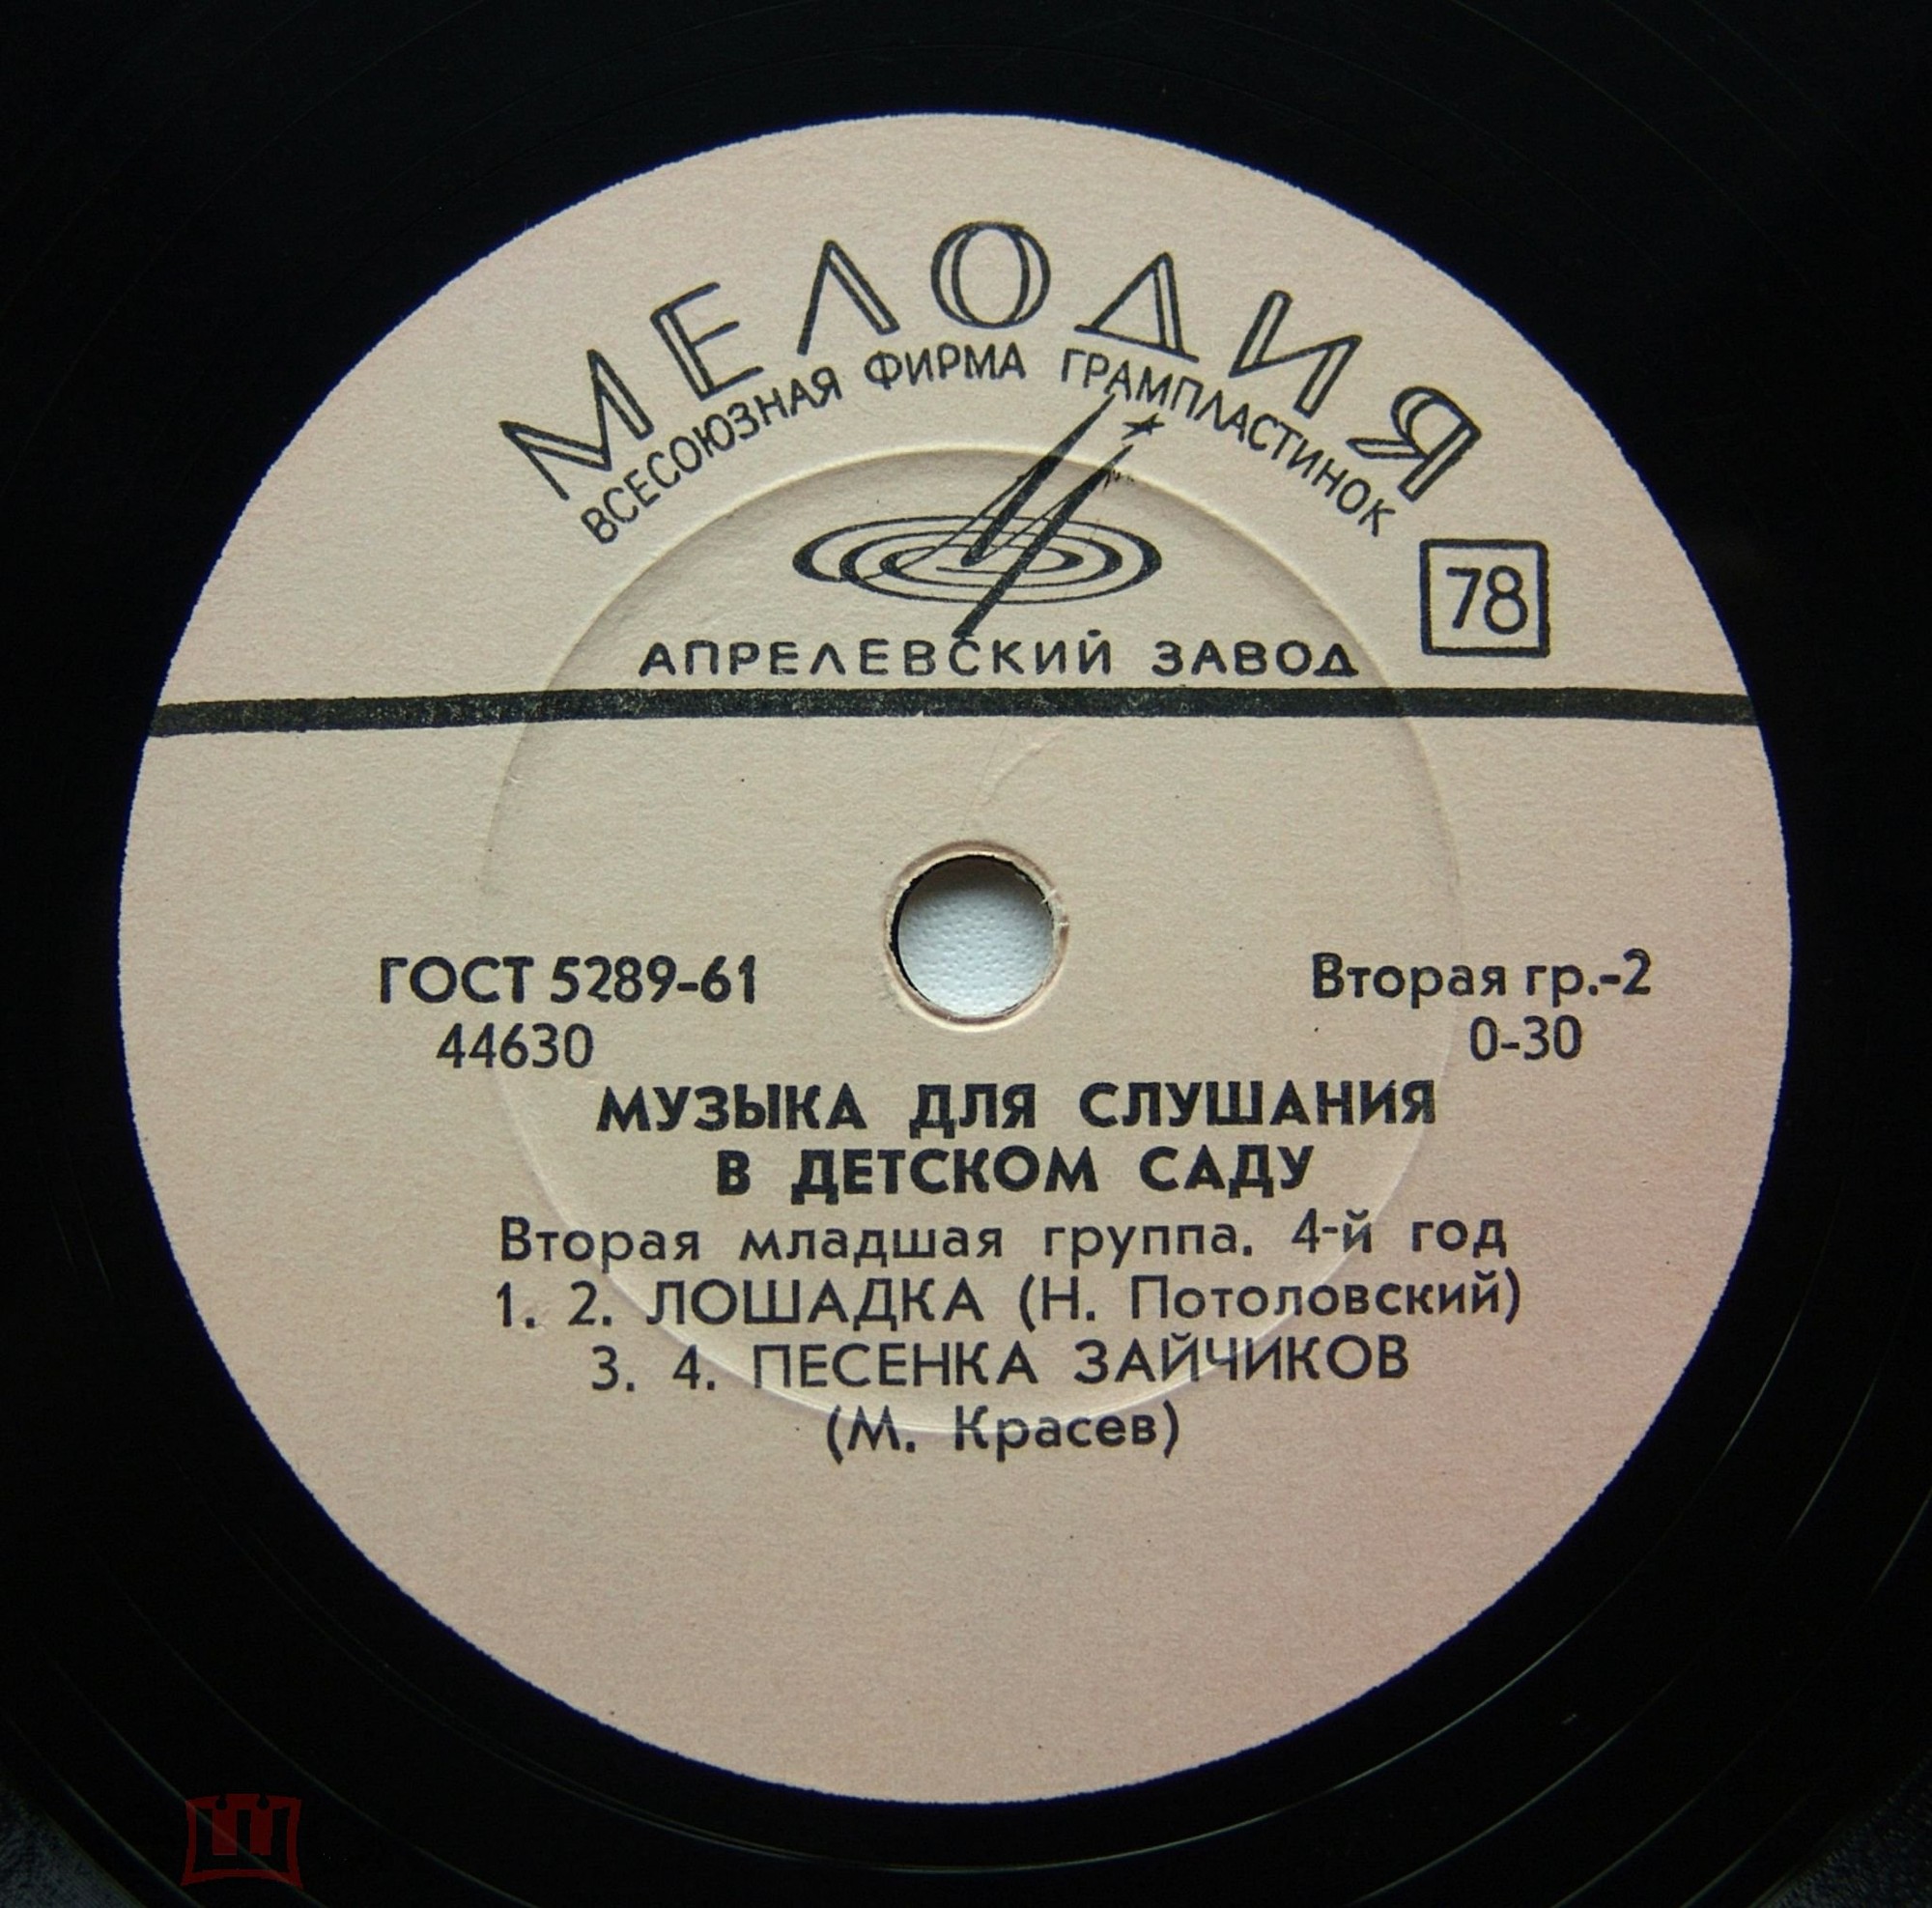 МЕЛОДИЯ
ВСЕСОЮЗНАЯ ФИРМА ГРАМПЛАСТИНОК
78
АПРЕЛЕВСКИЙ ЗАВОД
ГОСТ 5289-61
Вторая гр.-2
44630
0-30
МУЗЫКА ДЛЯ СЛУШАНИЯ
В ДЕТСКОМ САДУ
Вторая младшая группа. 4-й год
1. 2. ЛОШАДКА (Н. Потоловский)
3. 4. ПЕСЕНКА ЗАЙЧИКОВ
(М. Красев)